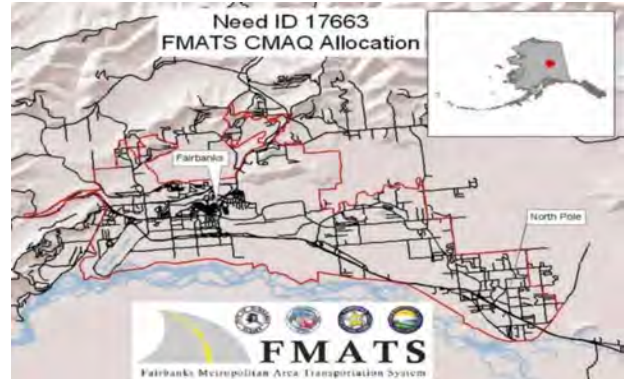 Need ID 17663
FMATS CMAQ Allocation
Fairbanks
North Pole
FMATS
Fairbanks Metropolitan Area Transportation System